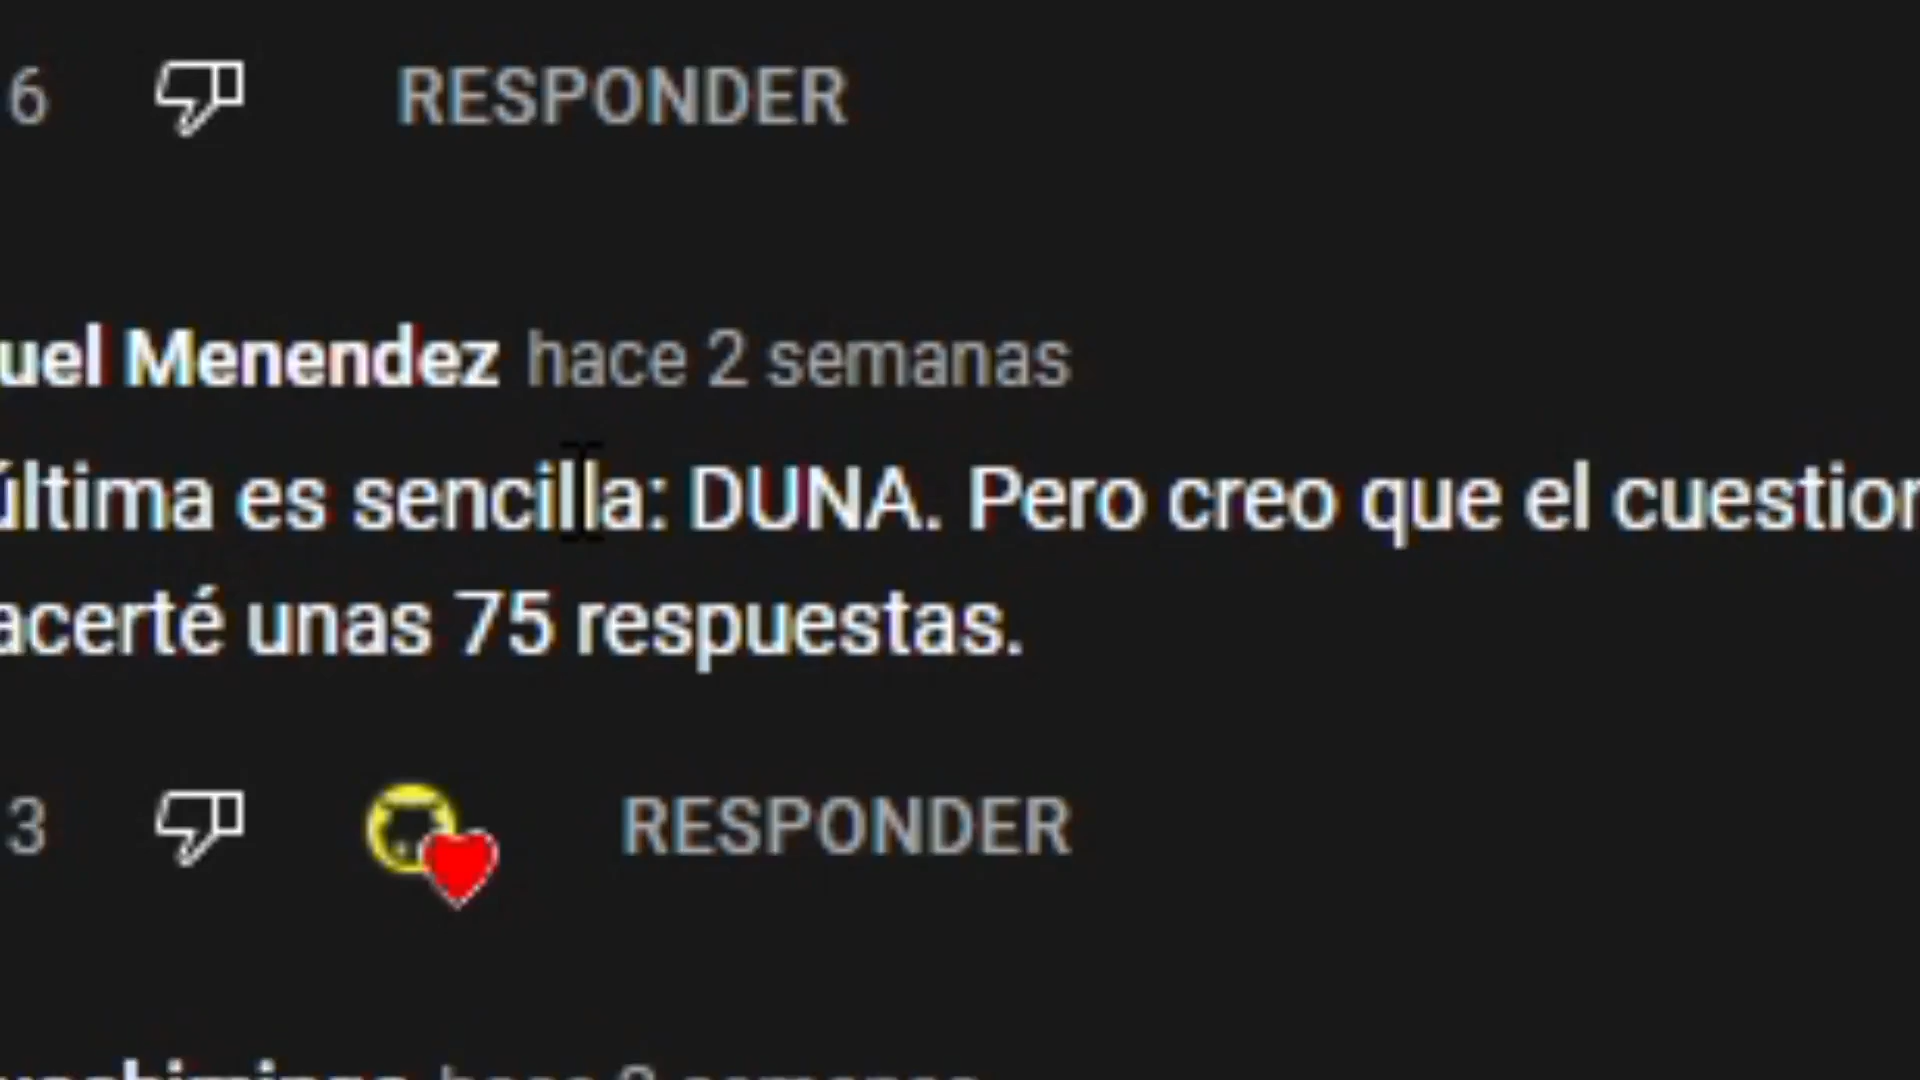 6 RESPONDER
uel Menendez hace 2 semanas
última es sencilla: DUNA. Pero creo que el cuestion
acerté unas 75 respuestas.
3 RESPONDER